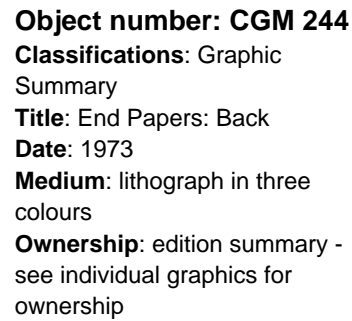 Object number: CGM 244
Classifications: Graphic
Summary
Title: End Papers: Back
Date: 1973
Medium: lithograph in three
colours
Ownership: edition summary -
see individual graphics for
ownership